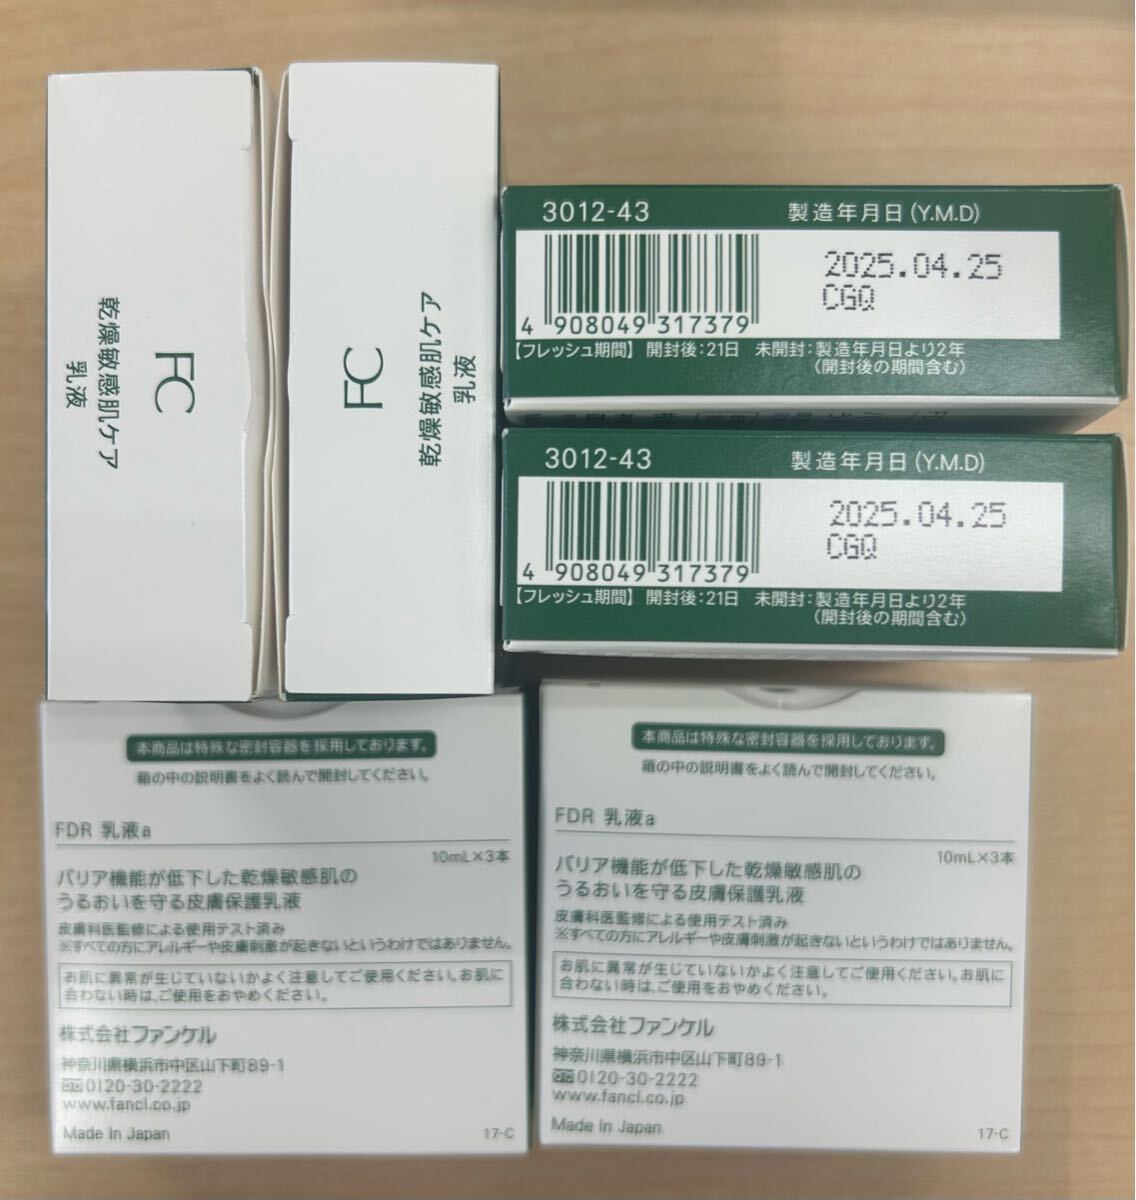 FC
乾燥敏感肌ケア
乳液
FC
乾燥敏感肌ケア
乳液
3012-43
製造年月日(Y.M.D)
2025.04.25
CGQ
4 908049 317379
【フレッシュ期間】 開封後:21日 未開封:製造年月日より2年
(開封後の期間含む)
3012-43
製造年月日(Y.M.D)
2025.04.25
CGQ
4 908049 317379
【フレッシュ期間】 開封後:21日 未開封:製造年月日より2年
(開封後の期間含む)
本商品は特殊な密封容器を採用しております。
箱の中の説明書をよく読んで開封してください。
FDR 乳液a
10mL×3本
バリア機能が低下した乾燥敏感肌の
うるおいを守る皮膚保護乳液
皮膚科医監修による使用テスト済み
※すべての方にアレルギーや皮膚刺激が起きないというわけではありません。
お肌に異常が生じていないかよく注意してご使用ください。お肌に
合わない時は、ご使用をおやめください。
株式会社ファンケル
神奈川県横浜市中区山下町89-1
0120-30-2222
www.fancl.co.jp
Made in Japan
17-C
本商品は特殊な密封容器を採用しております。
箱の中の説明書をよく読んで開封してください。
FDR 乳液a
10mL×3本
バリア機能が低下した乾燥敏感肌の
うるおいを守る皮膚保護乳液
皮膚科医監修による使用テスト済み
※すべての方にアレルギーや皮膚刺激が起きないというわけではありません。
お肌に異常が生じていないかよく注意してご使用ください。お肌に
合わない時は、ご使用をおやめください。
株式会社ファンケル
神奈川県横浜市中区山下町89-1
0120-30-2222
www.fancl.co.jp
Made in Japan
17-C